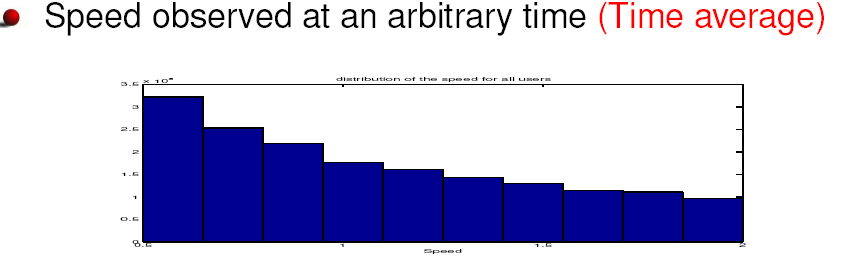 Speed observed at an arbitrary time (Time average)
distribution of the speed for all users
3.5
3
2.5
2
1.5
1
0.5
0
0.5 1 1.5 2
Speed